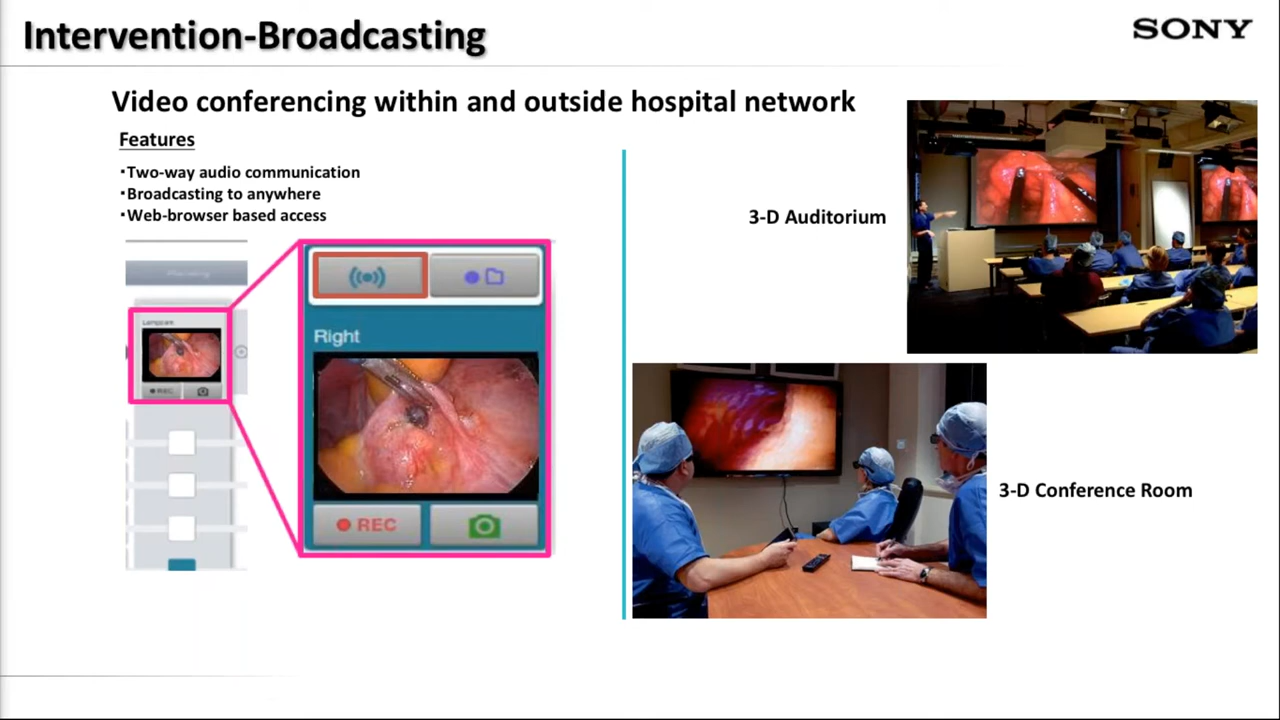 Intervention-Broadcasting
SONY
Video conferencing within and outside hospital network
Features
・Two-way audio communication
・Broadcasting to anywhere
・Web-browser based access
3-D Auditorium
Right
REC
REC
3-D Conference Room